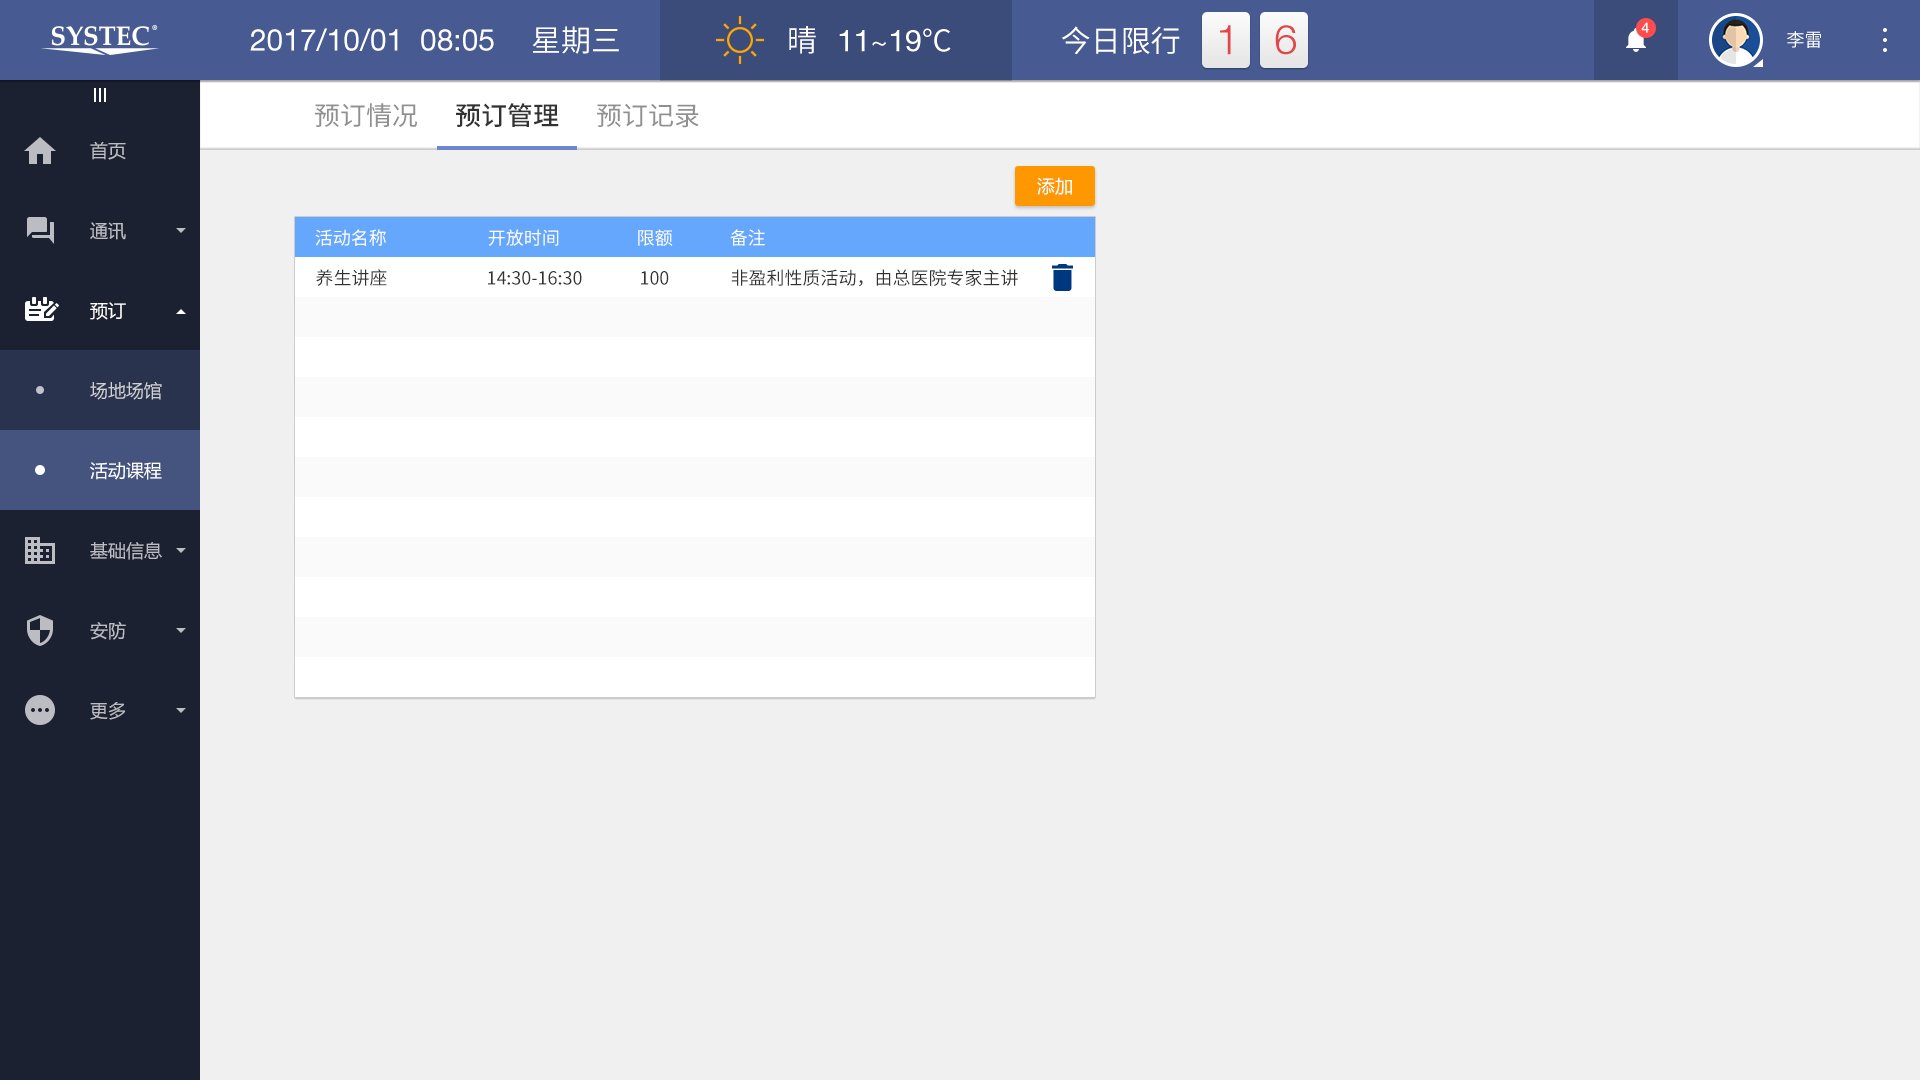 SYSTEC®
2017/10/01 08:05 星期三
晴 11~19℃
今日限行 1 6
4
李雷
首页
通讯
预订
场地场馆
活动课程
基础信息
安防
更多
预订情况 预订管理 预订记录
添加
活动名称 开放时间 限额 备注
养生讲座 14:30-16:30 100 非盈利性质活动，由总医院专家主讲